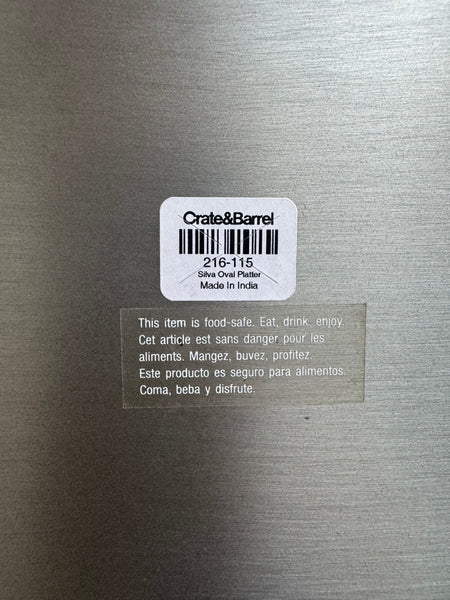 Crate&Barrel
216-115
Silva Oval Platter
Made In India
This item is food-safe. Eat, drink enjoy.
Cet article est sans danger pour les
aliments. Mangez, buvez, profitez.
Este producto es seguro para alimentos.
Coma, beba y disfrute.